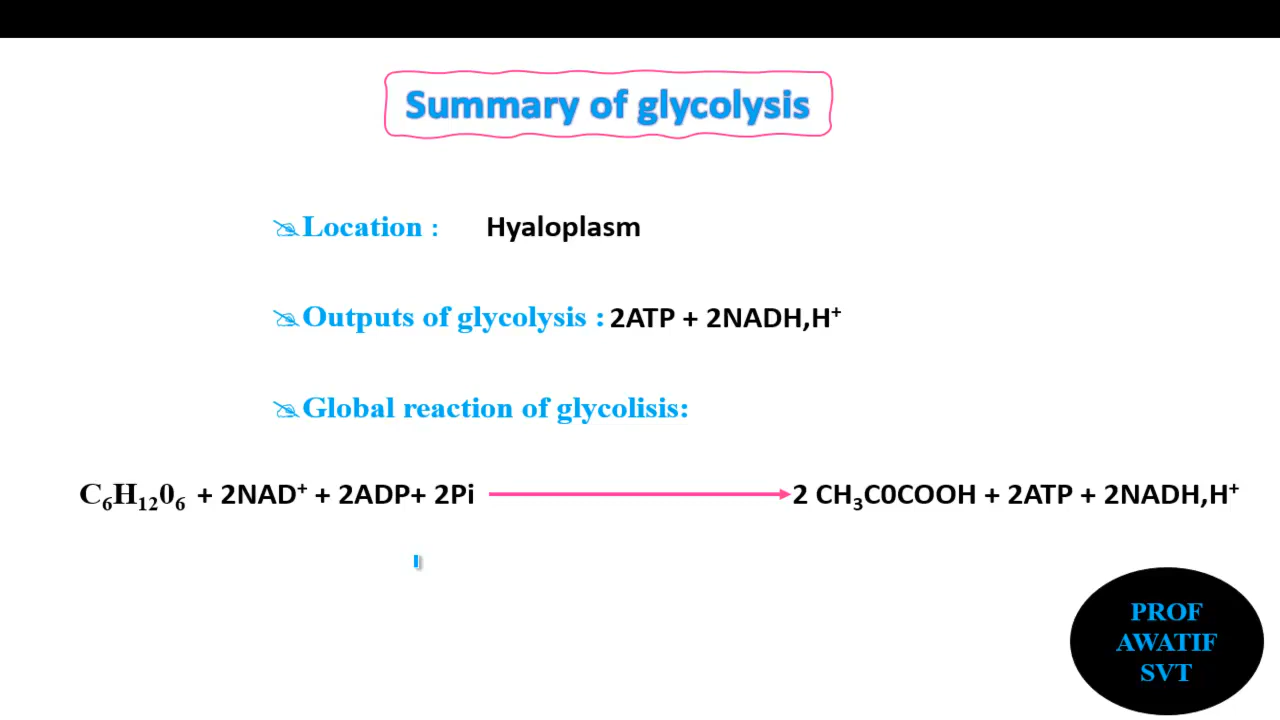 Summary of glycolysis
Location : Hyaloplasm
Outputs of glycolysis : 2ATP + 2NADH,H⁺
Global reaction of glycolisis:
C₆H₁₂0₆ + 2NAD⁺ + 2ADP+ 2Pi ⟶ 2 CH₃C0COOH + 2ATP + 2NADH,H⁺
PROF
AWATIF
SVT